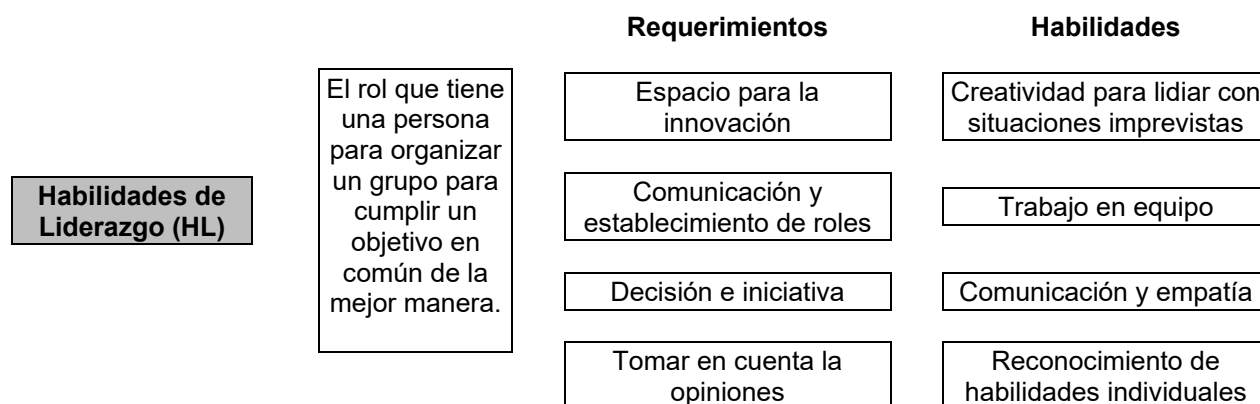 Requerimientos
Habilidades
Habilidades de
Liderazgo (HL)
El rol que tiene
una persona
para organizar
un grupo para
cumplir un
objetivo en
común de la
mejor manera.
Espacio para la
innovación
Creatividad para lidiar con
situaciones imprevistas
Comunicación y
establecimiento de roles
Trabajo en equipo
Decisión e iniciativa
Comunicación y empatía
Tomar en cuenta la
opiniones
Reconocimiento de
habilidades individuales